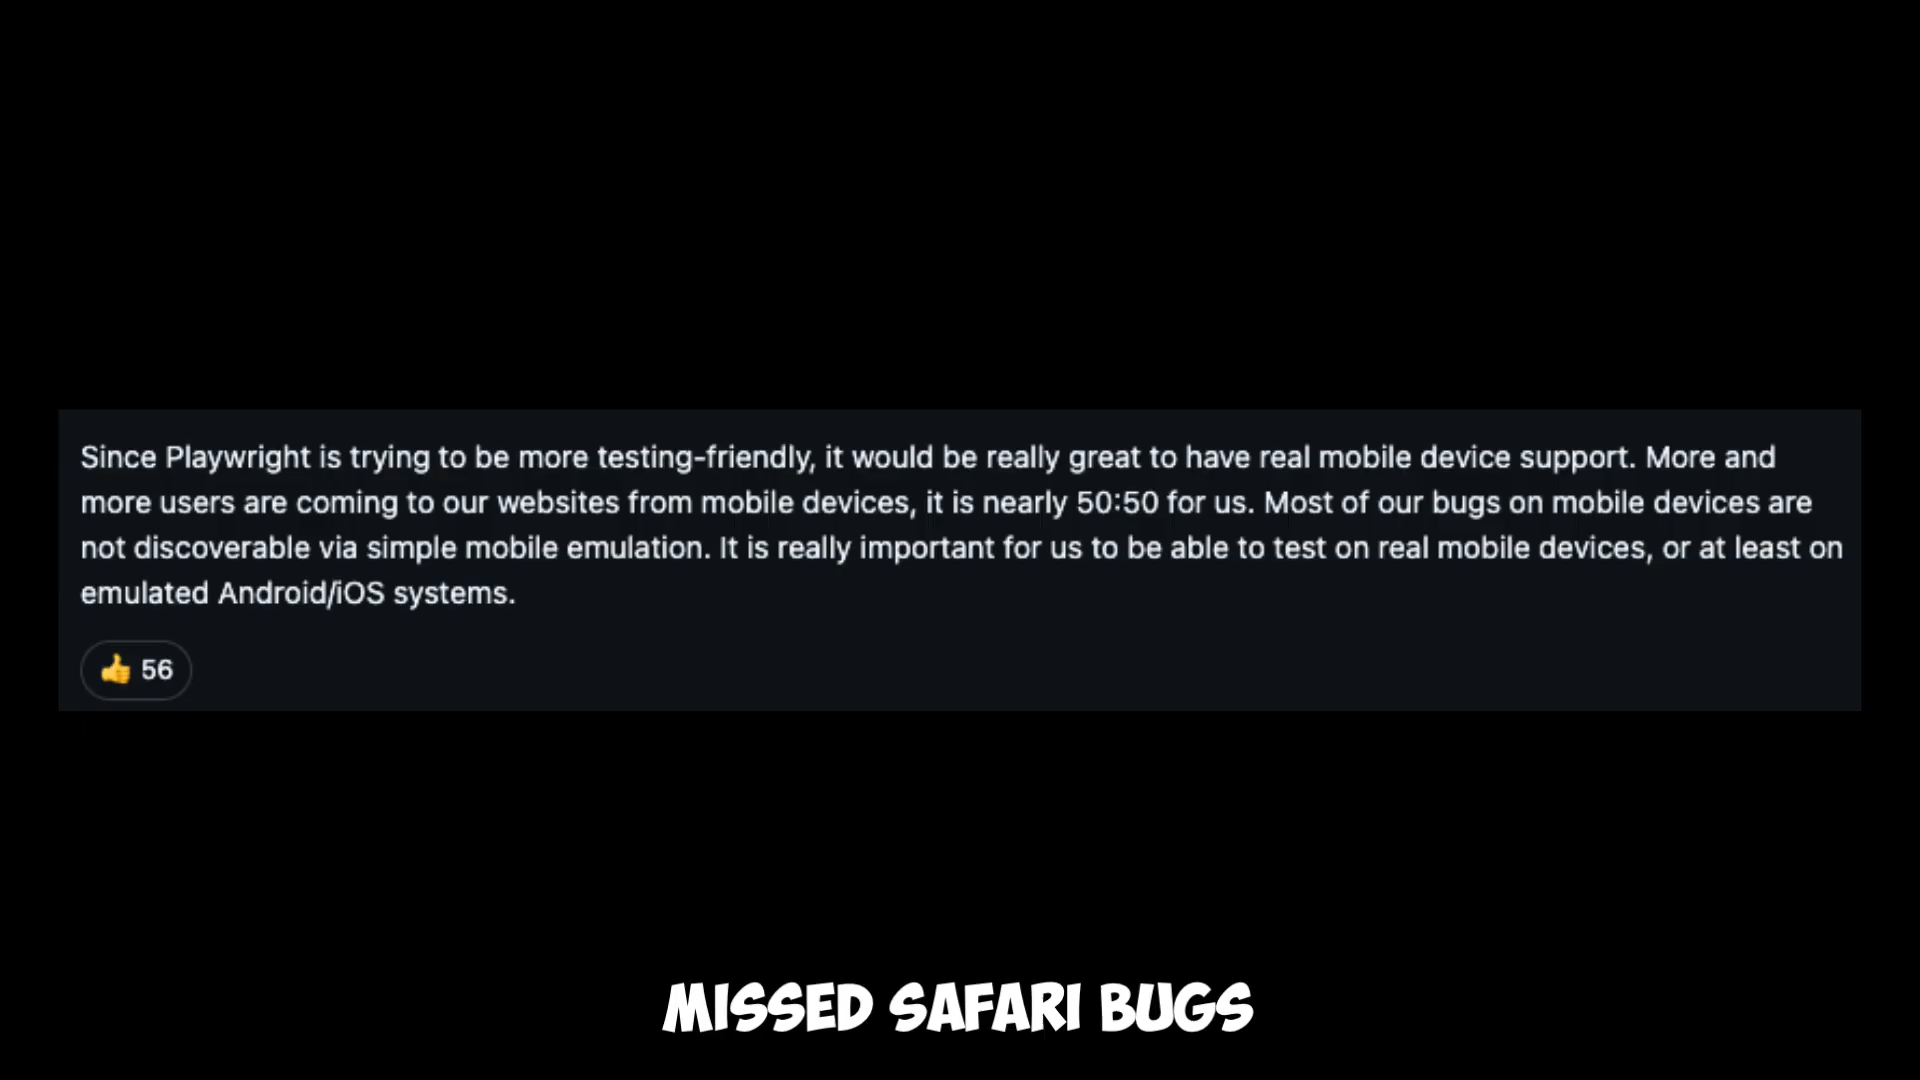 Since Playwright is trying to be more testing-friendly, it would be really great to have real mobile device support. More and
more users are coming to our websites from mobile devices, it is nearly 50:50 for us. Most of our bugs on mobile devices are
not discoverable via simple mobile emulation. It is really important for us to be able to test on real mobile devices, or at least on
emulated Android/iOS systems.
👍 56
MISSED SAFARI BUGS